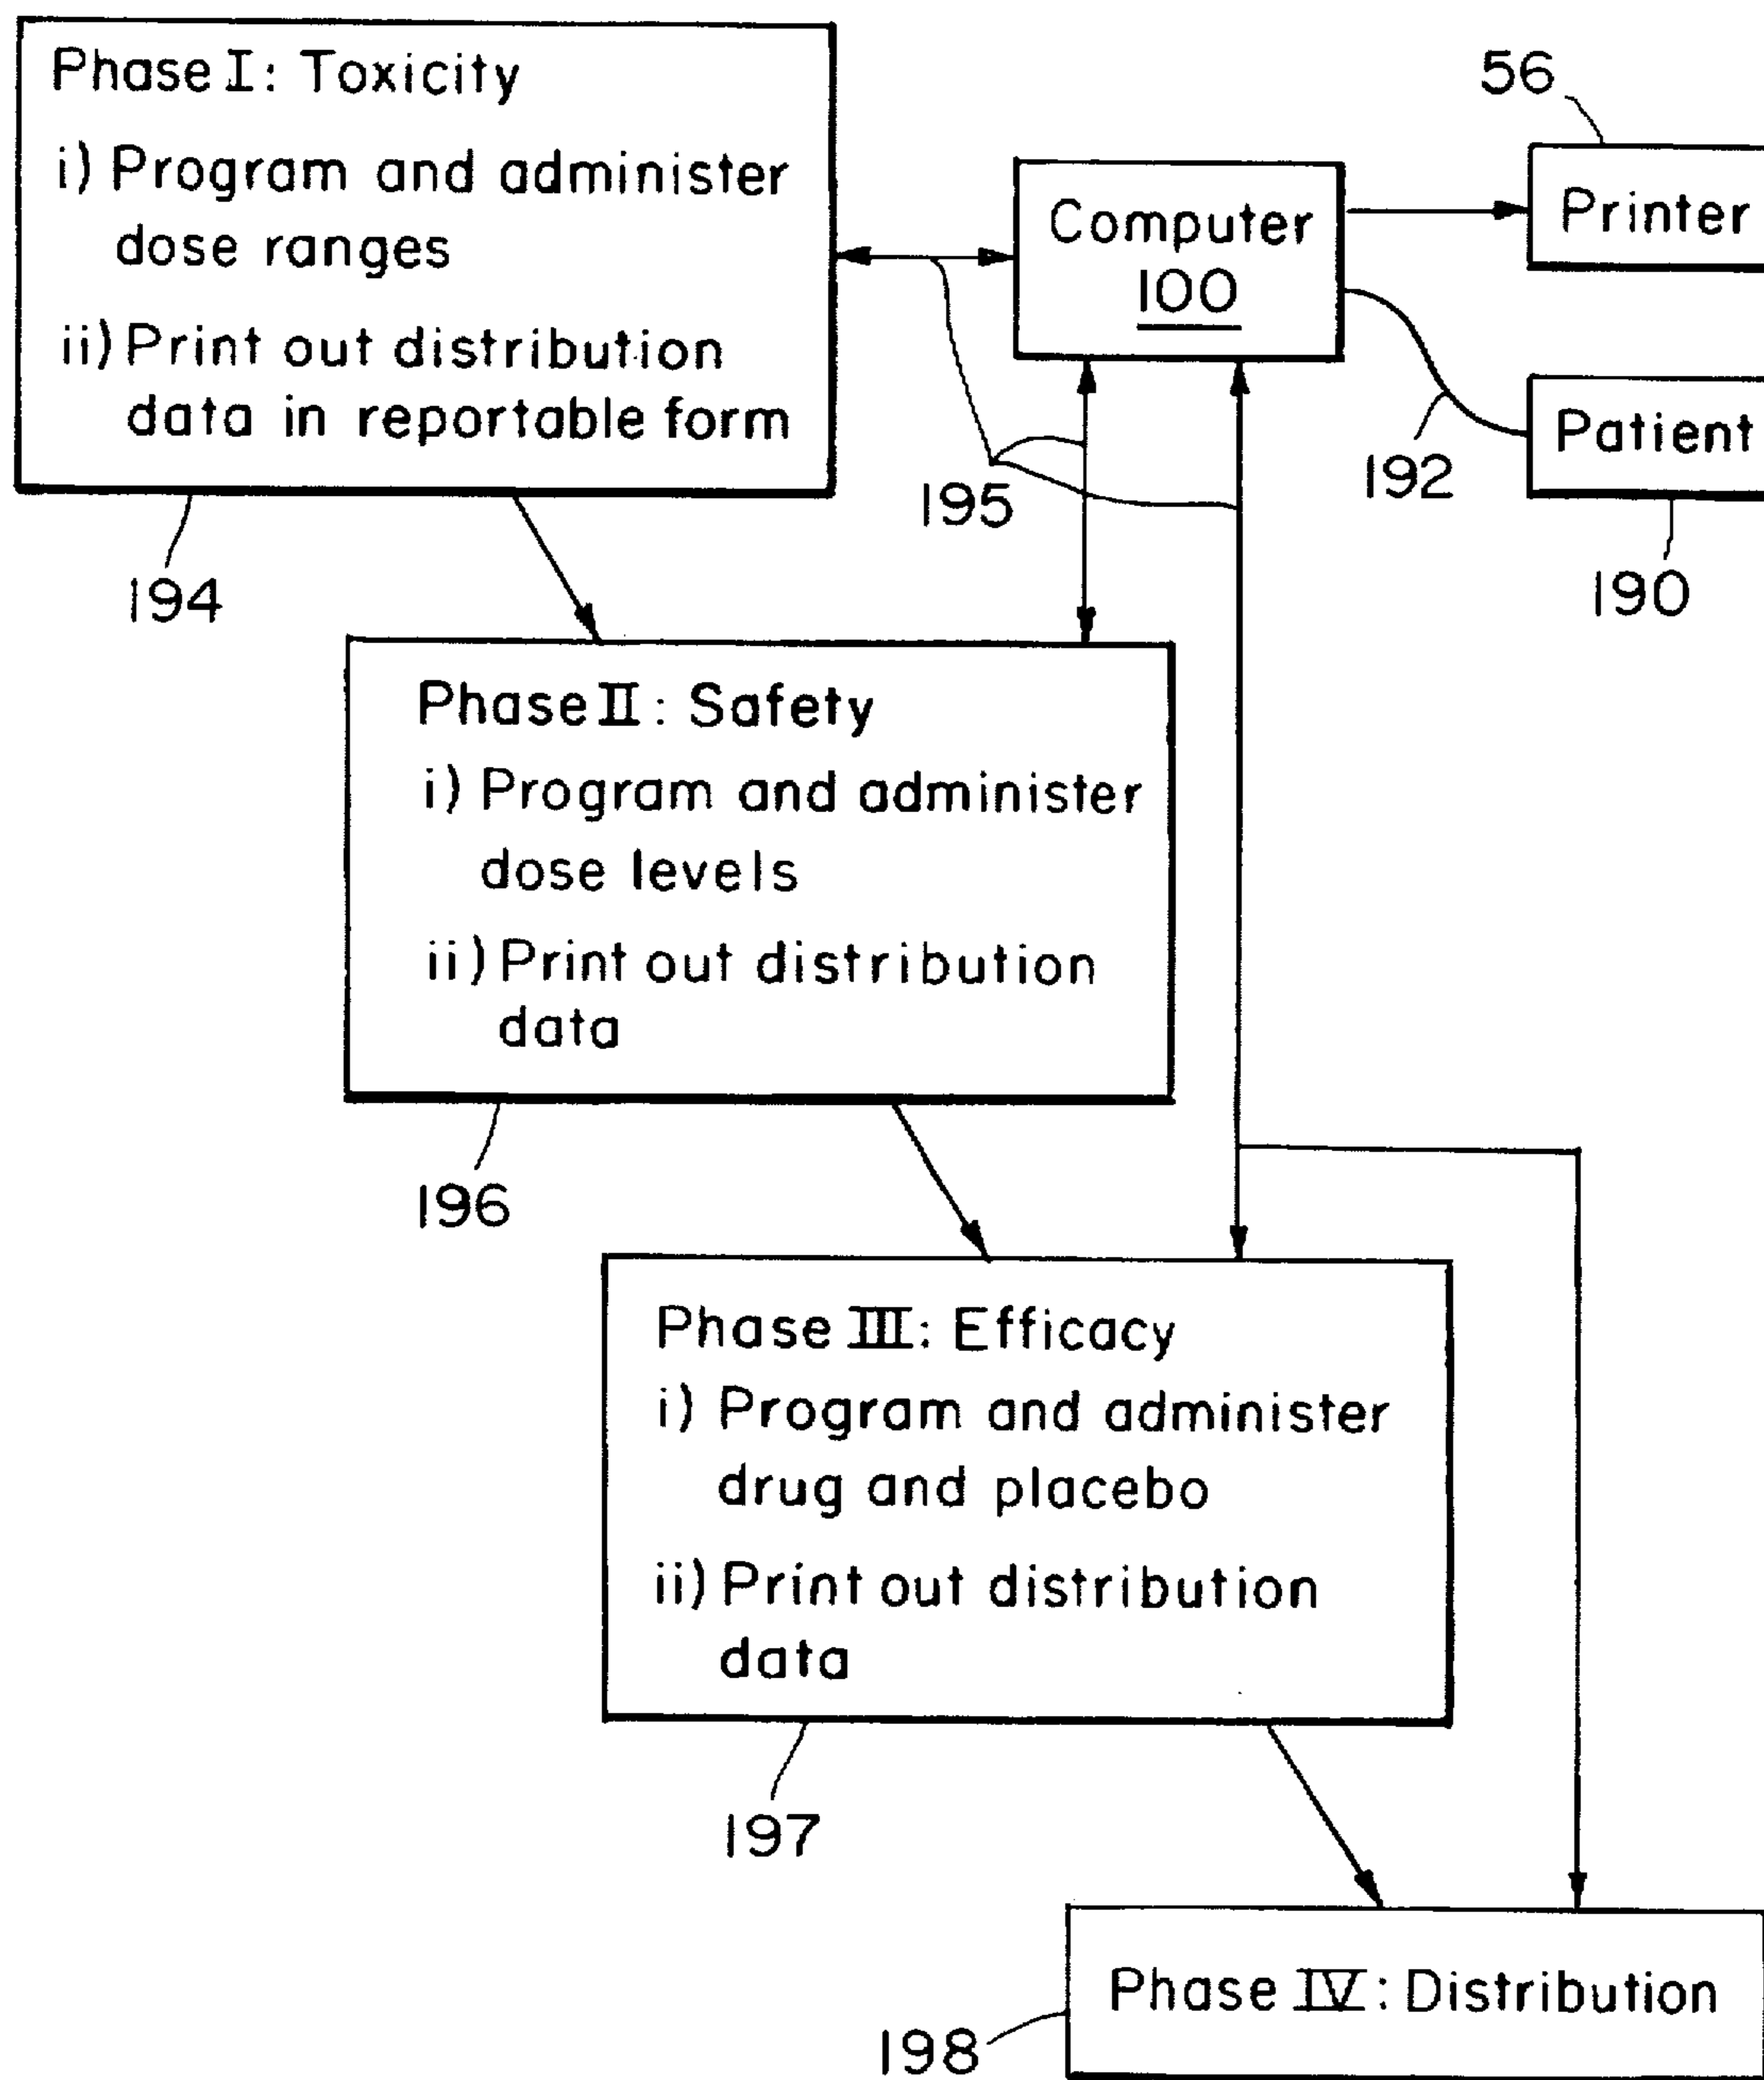 Phase I: Toxicity
i) Program and administer
dose ranges
ii) Print out distribution
data in reportable form
194
Computer
100
56
Printer
192
Patient
190
195
Phase II: Safety
i) Program and administer
dose levels
ii) Print out distribution
data
196
Phase III: Efficacy
i) Program and administer
drug and placebo
ii) Print out distribution
data
197
Phase IV: Distribution
198